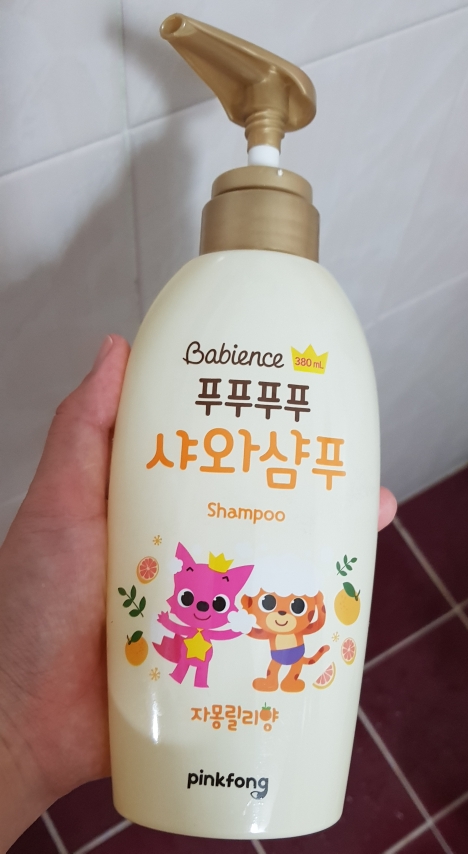 Babience 380 mL
푸푸푸푸
샤와샴푸
Shampoo
자몽릴리향
pinkfong